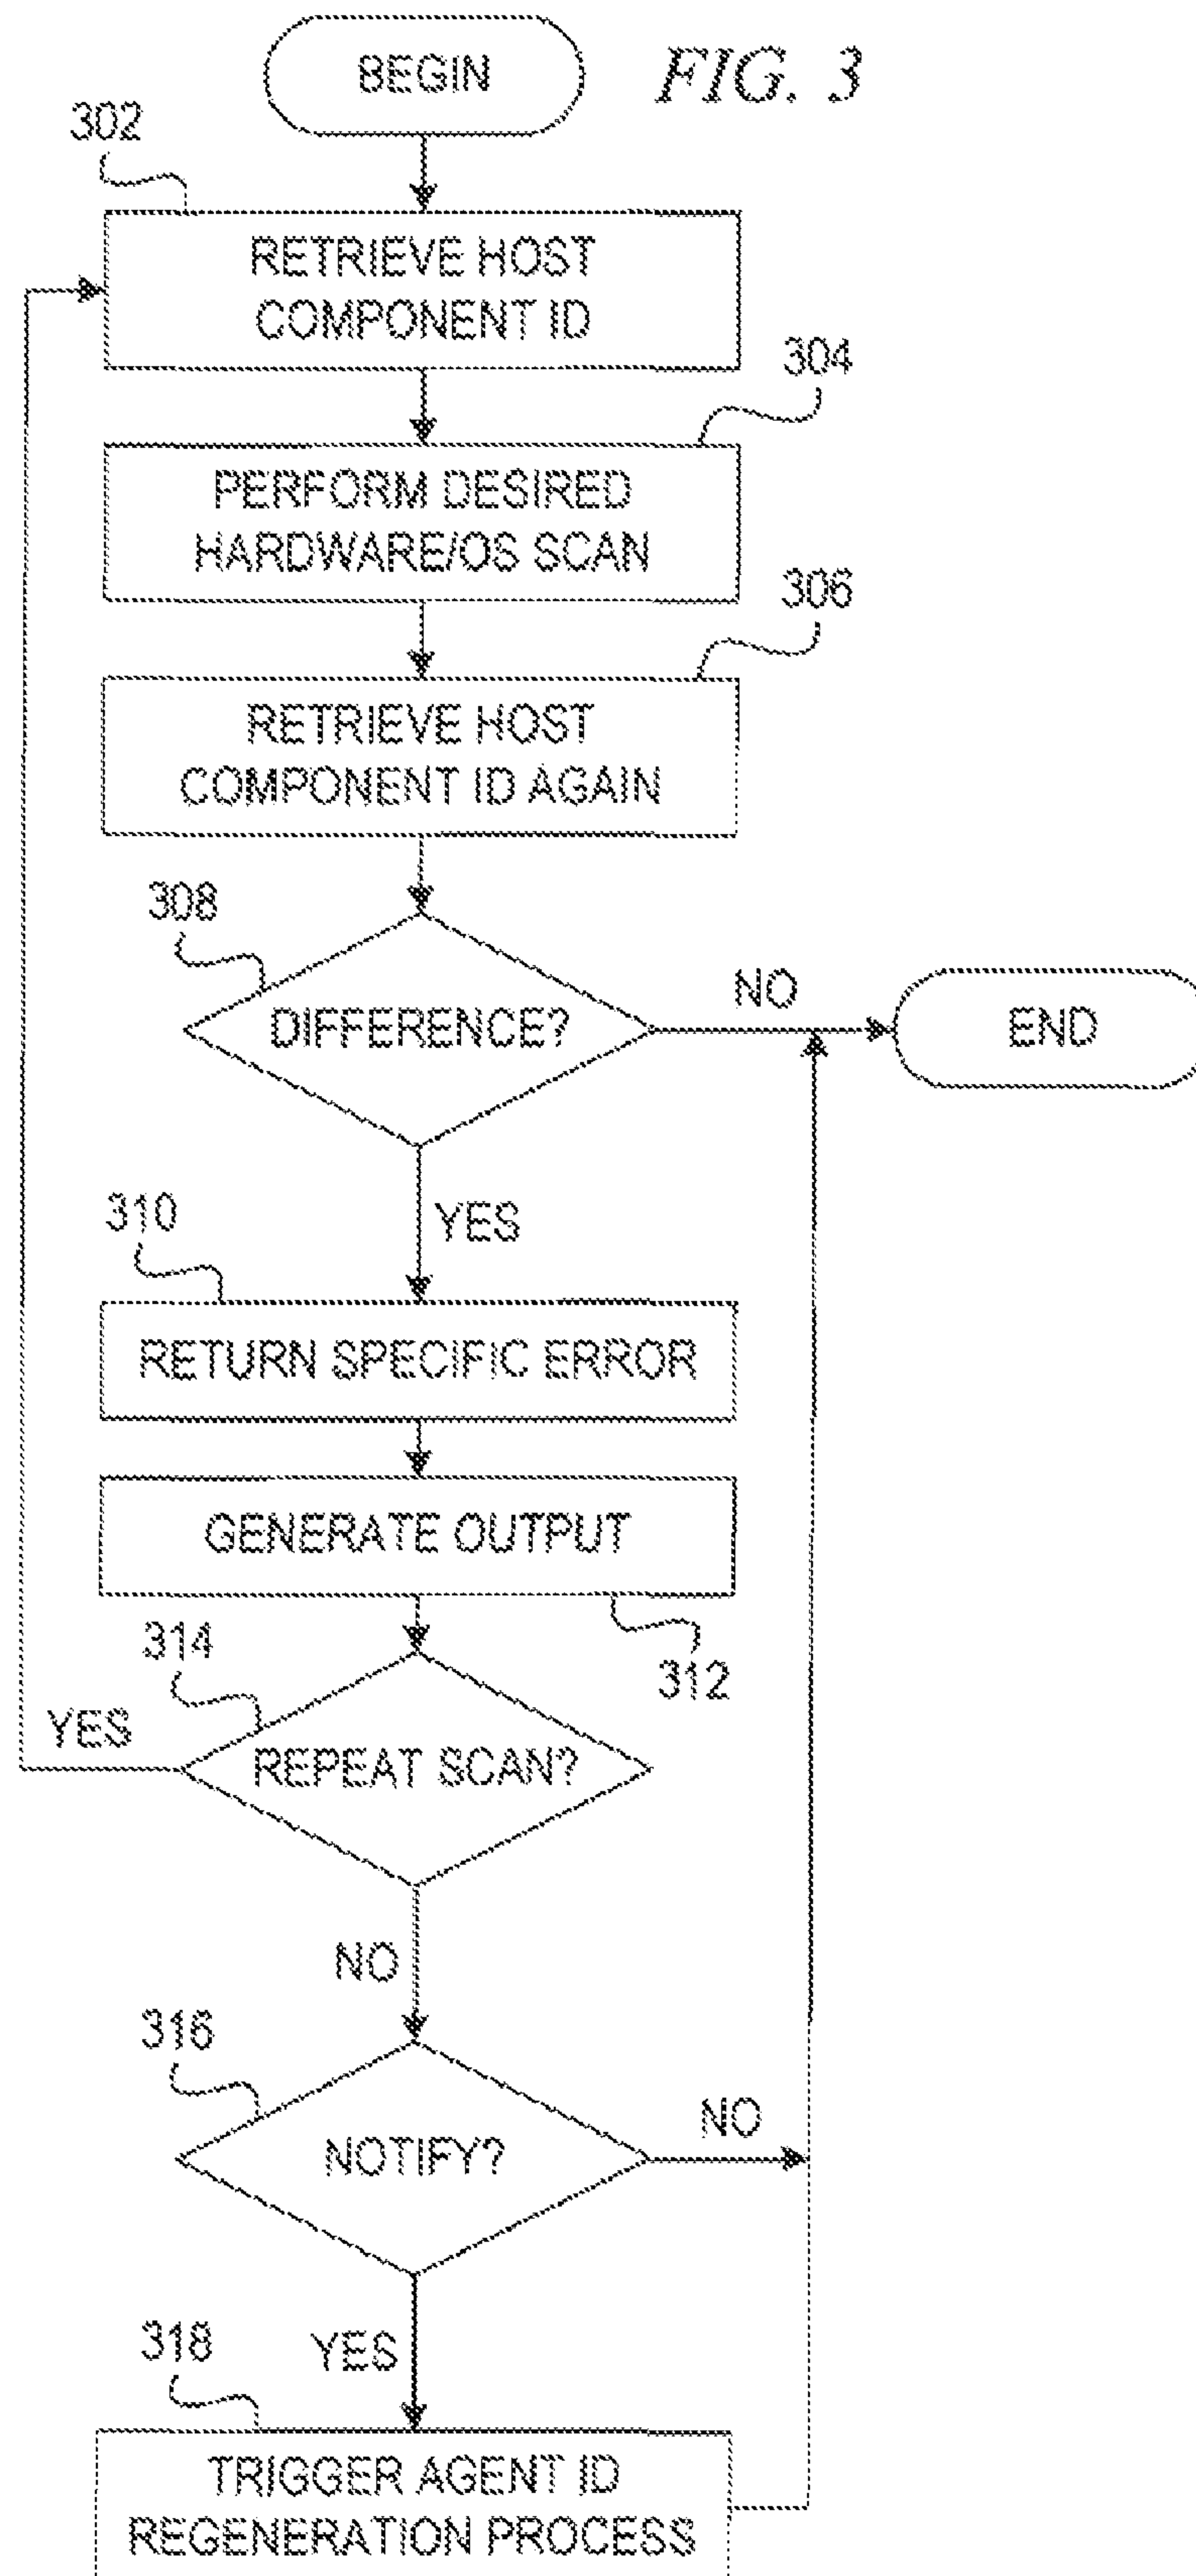 BEGIN
FIG. 3
302
RETRIEVE HOST
COMPONENT ID
304
PERFORM DESIRED
HARDWARE/OS SCAN
306
RETRIEVE HOST
COMPONENT ID AGAIN
308
DIFFERENCE?
NO
END
YES
310
RETURN SPECIFIC ERROR
GENERATE OUTPUT
312
314
YES
REPEAT SCAN?
NO
316
NOTIFY?
NO
YES
318
TRIGGER AGENT ID
REGENERATION PROCESS